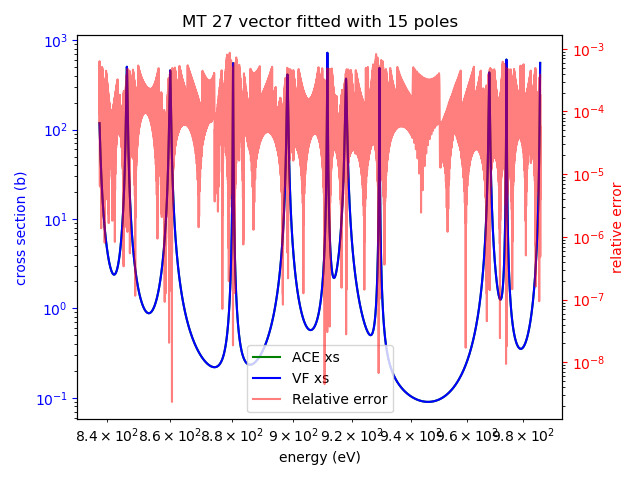 MT 27 vector fitted with 15 poles
10³
10²
10¹
10⁰
10⁻¹
cross section (b)
10⁻³
10⁻⁴
10⁻⁵
10⁻⁶
10⁻⁷
10⁻⁸
relative error
ACE xs
VF xs
Relative error
8.4 × 10² 8.6 × 10² 8.8 × 10² 9 × 10² 9.2 × 10² 9.4 × 10² 9.6 × 10² 9.8 × 10²
energy (eV)